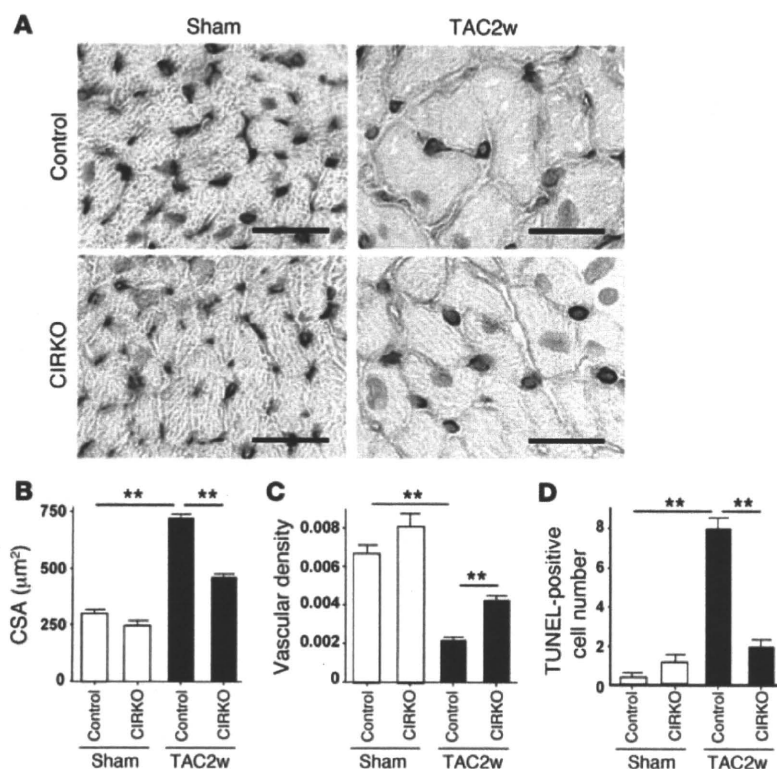 A
Sham
TAC2w
Control
CIRKO
B
CSA (μm²)
750
500
250
0
**
**
Control
CIRKO
Control
CIRKO
Sham
TAC2w
C
Vascular density
0.008
0.006
0.004
0.002
0
**
**
Control
CIRKO
Control
CIRKO
Sham
TAC2w
D
TUNEL-positive
cell number
8
6
4
2
0
**
**
Control
CIRKO
Control
CIRKO
Sham
TAC2w